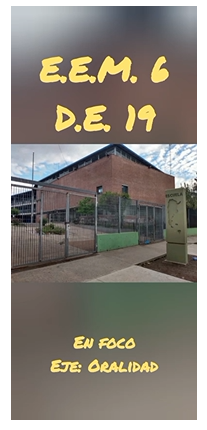 E.E.M. 6
D.E. 19
En foco
Eje: Oralidad